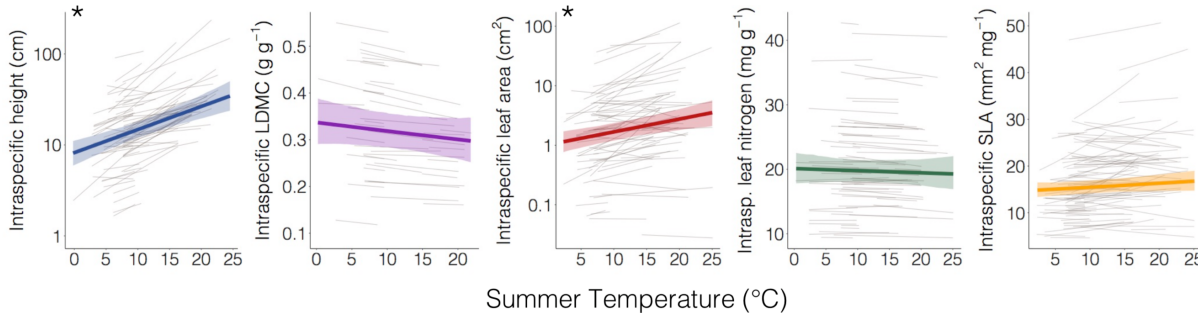 *
*
Intraspecific height (cm)
100
10
1
0 5 10 15 20 25
Intraspecific LDMC (g g⁻¹)
0.5
0.4
0.3
0.2
0.1
0 5 10 15 20
Intraspecific leaf area (cm²)
100
10
1
0.1
5 10 15 20 25
Intrasp. leaf nitrogen (mg g⁻¹)
40
30
20
10
0 5 10 15 20 25
Intraspecific SLA (mm² mg⁻¹)
50
40
30
20
10
5 10 15 20 25
Summer Temperature (°C)